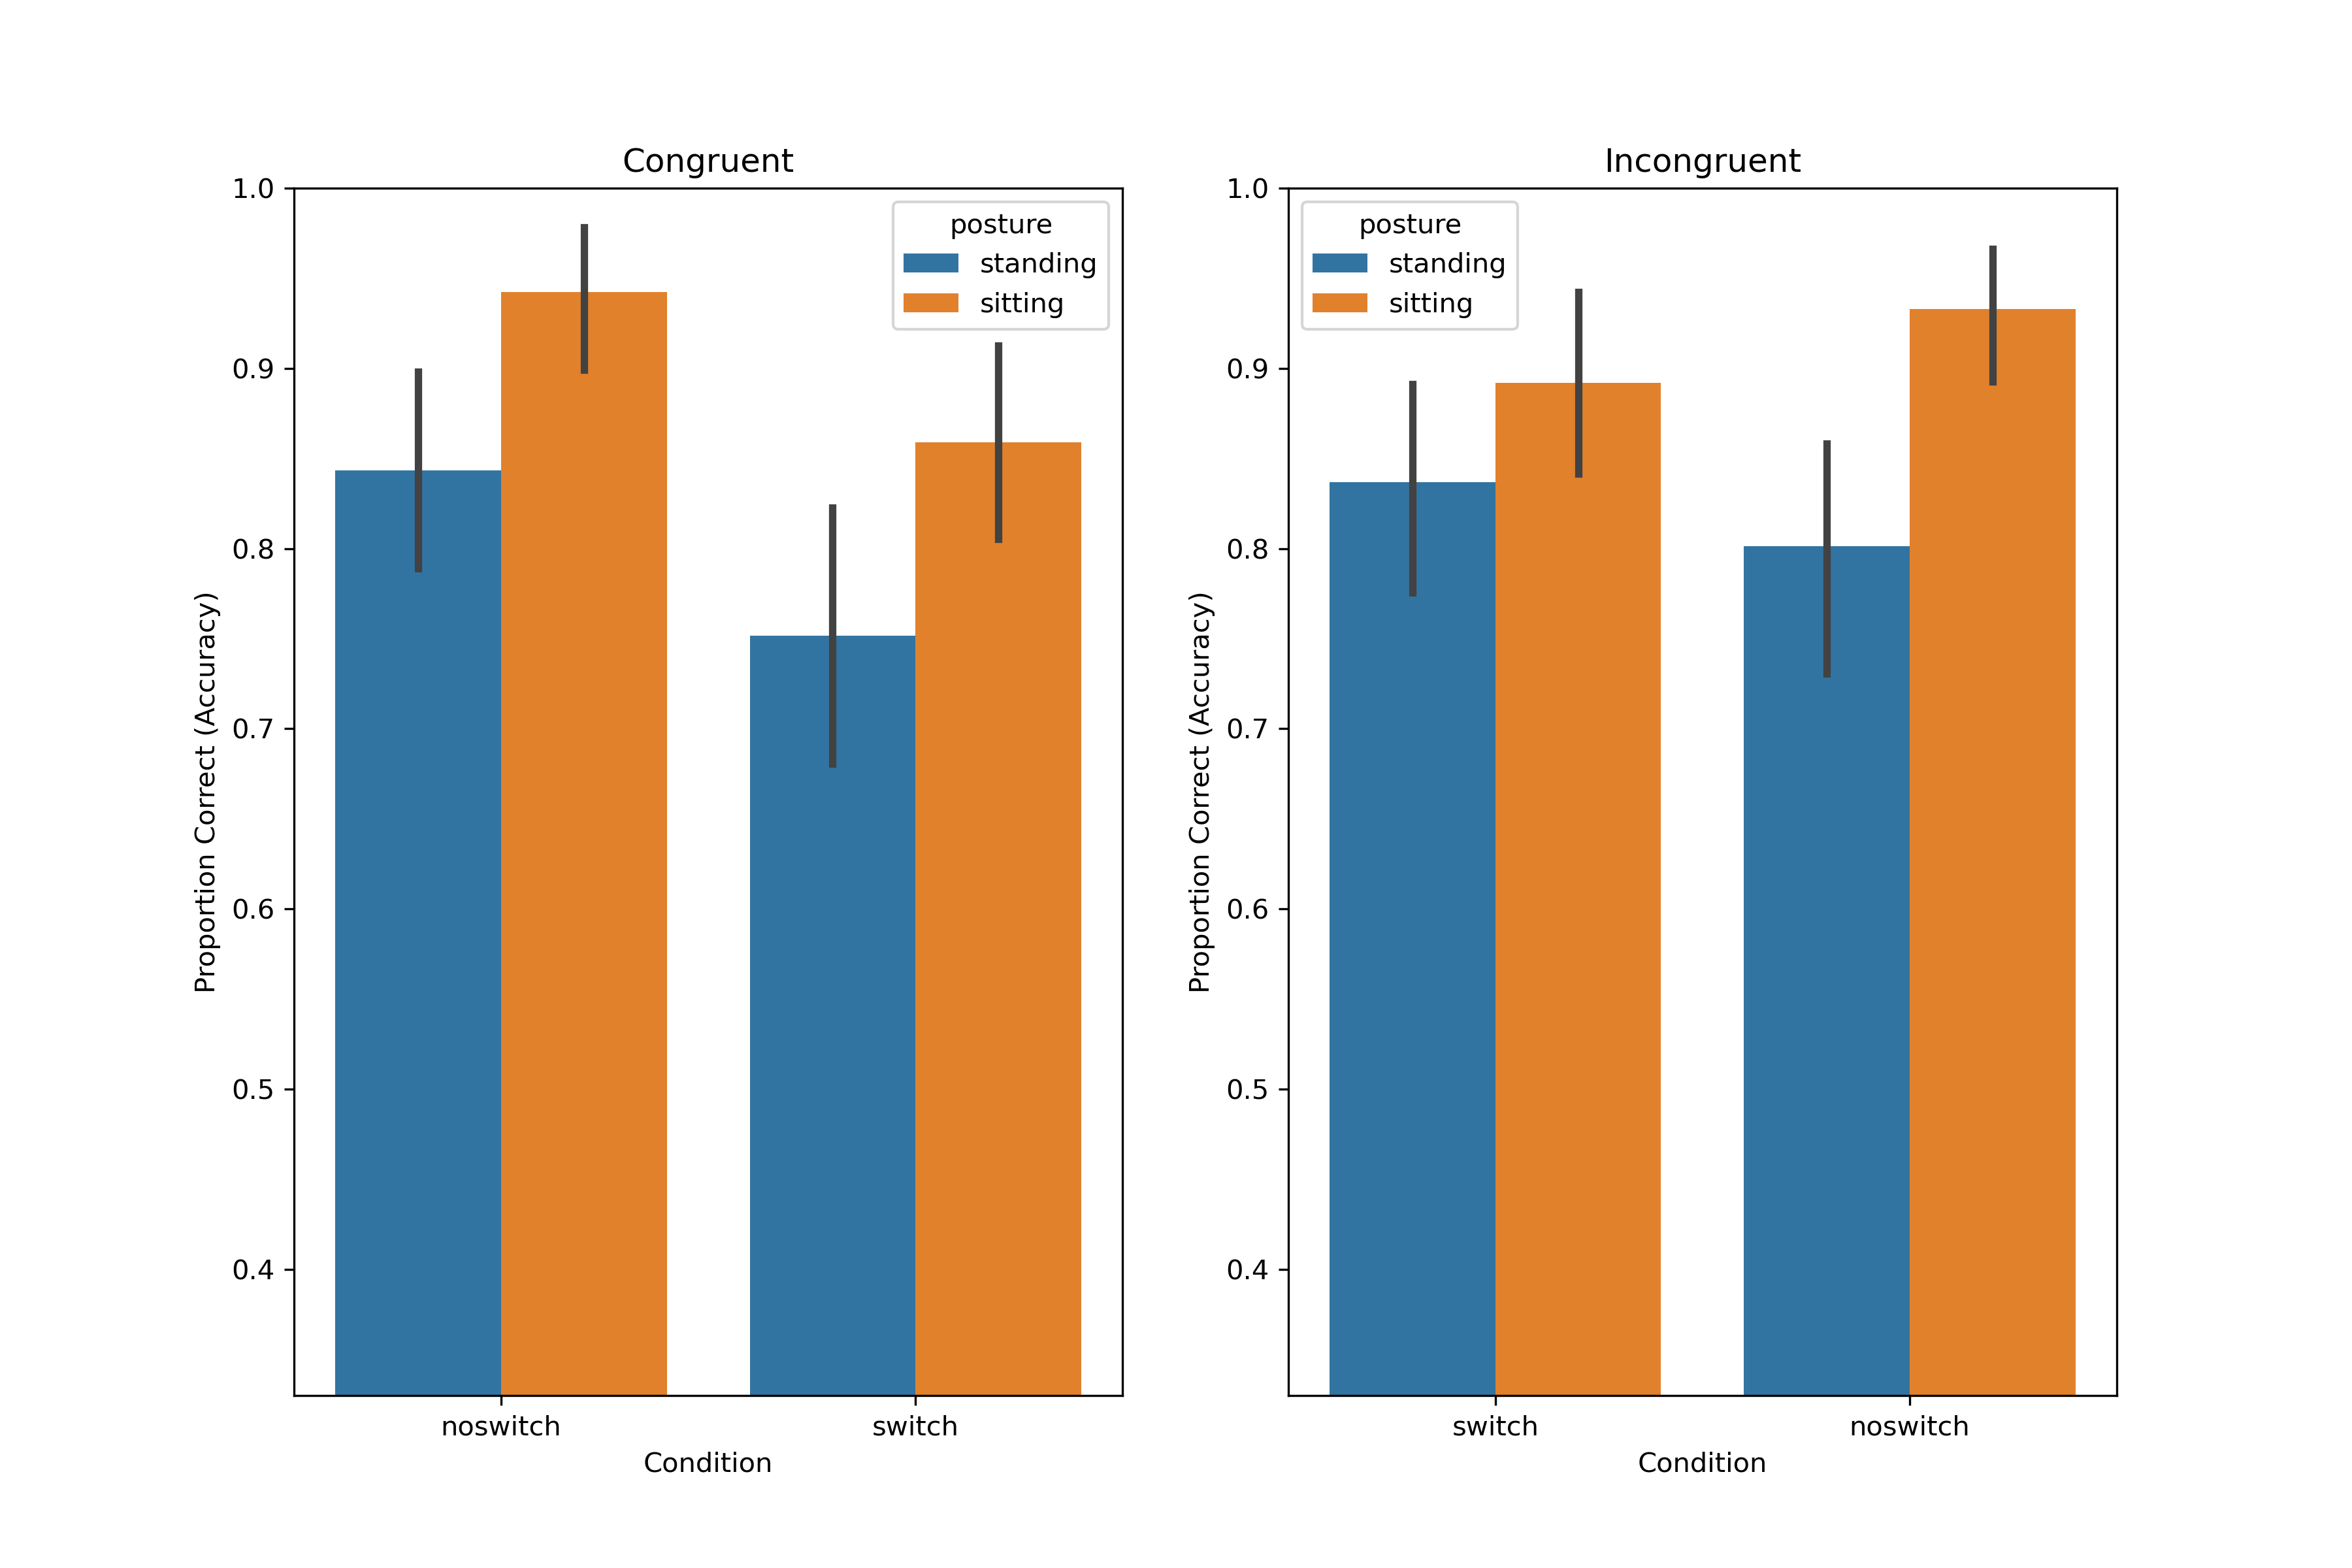 Congruent
1.0
0.9
0.8
0.7
0.6
0.5
0.4
Proportion Correct (Accuracy)
posture
standing
sitting
noswitch
switch
Condition
Incongruent
1.0
0.9
0.8
0.7
0.6
0.5
0.4
Proportion Correct (Accuracy)
posture
standing
sitting
switch
noswitch
Condition